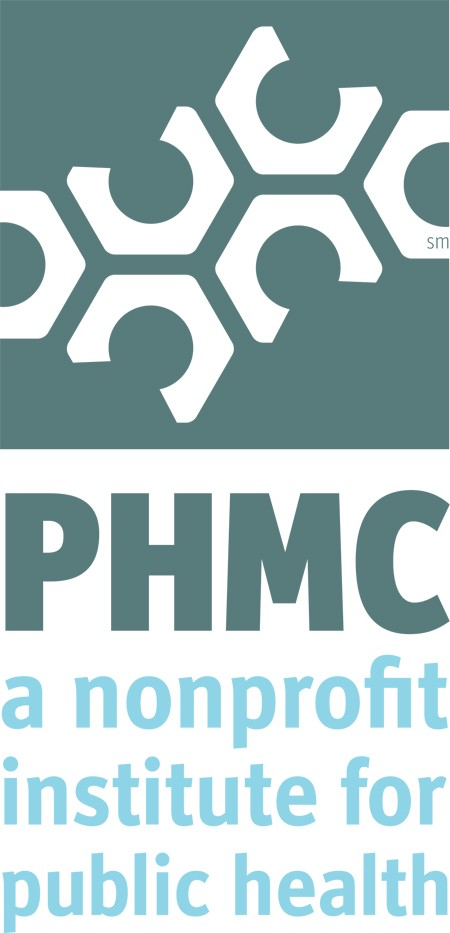 sm
PHMC
a nonprofit
institute for
public health